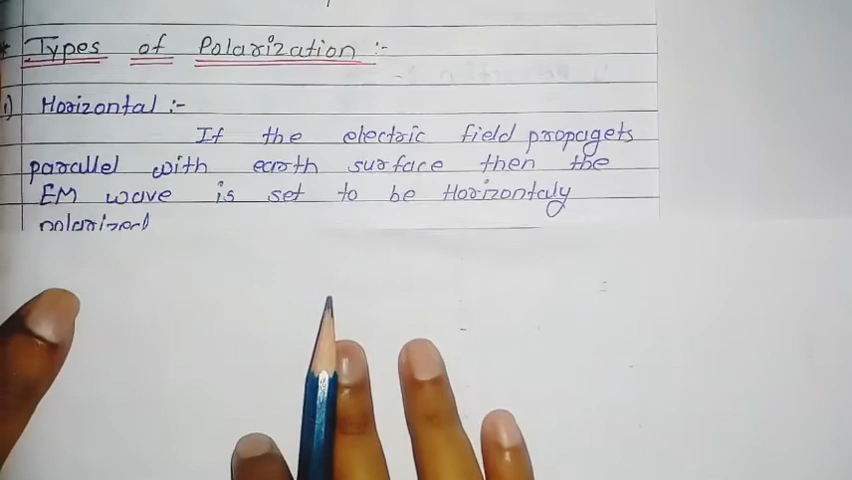 * Types of Polarization :-
i) Horizontal :-
If the electric field propagets
parallel with earth surface then the
EM wave is set to be Horizontaly
polarized